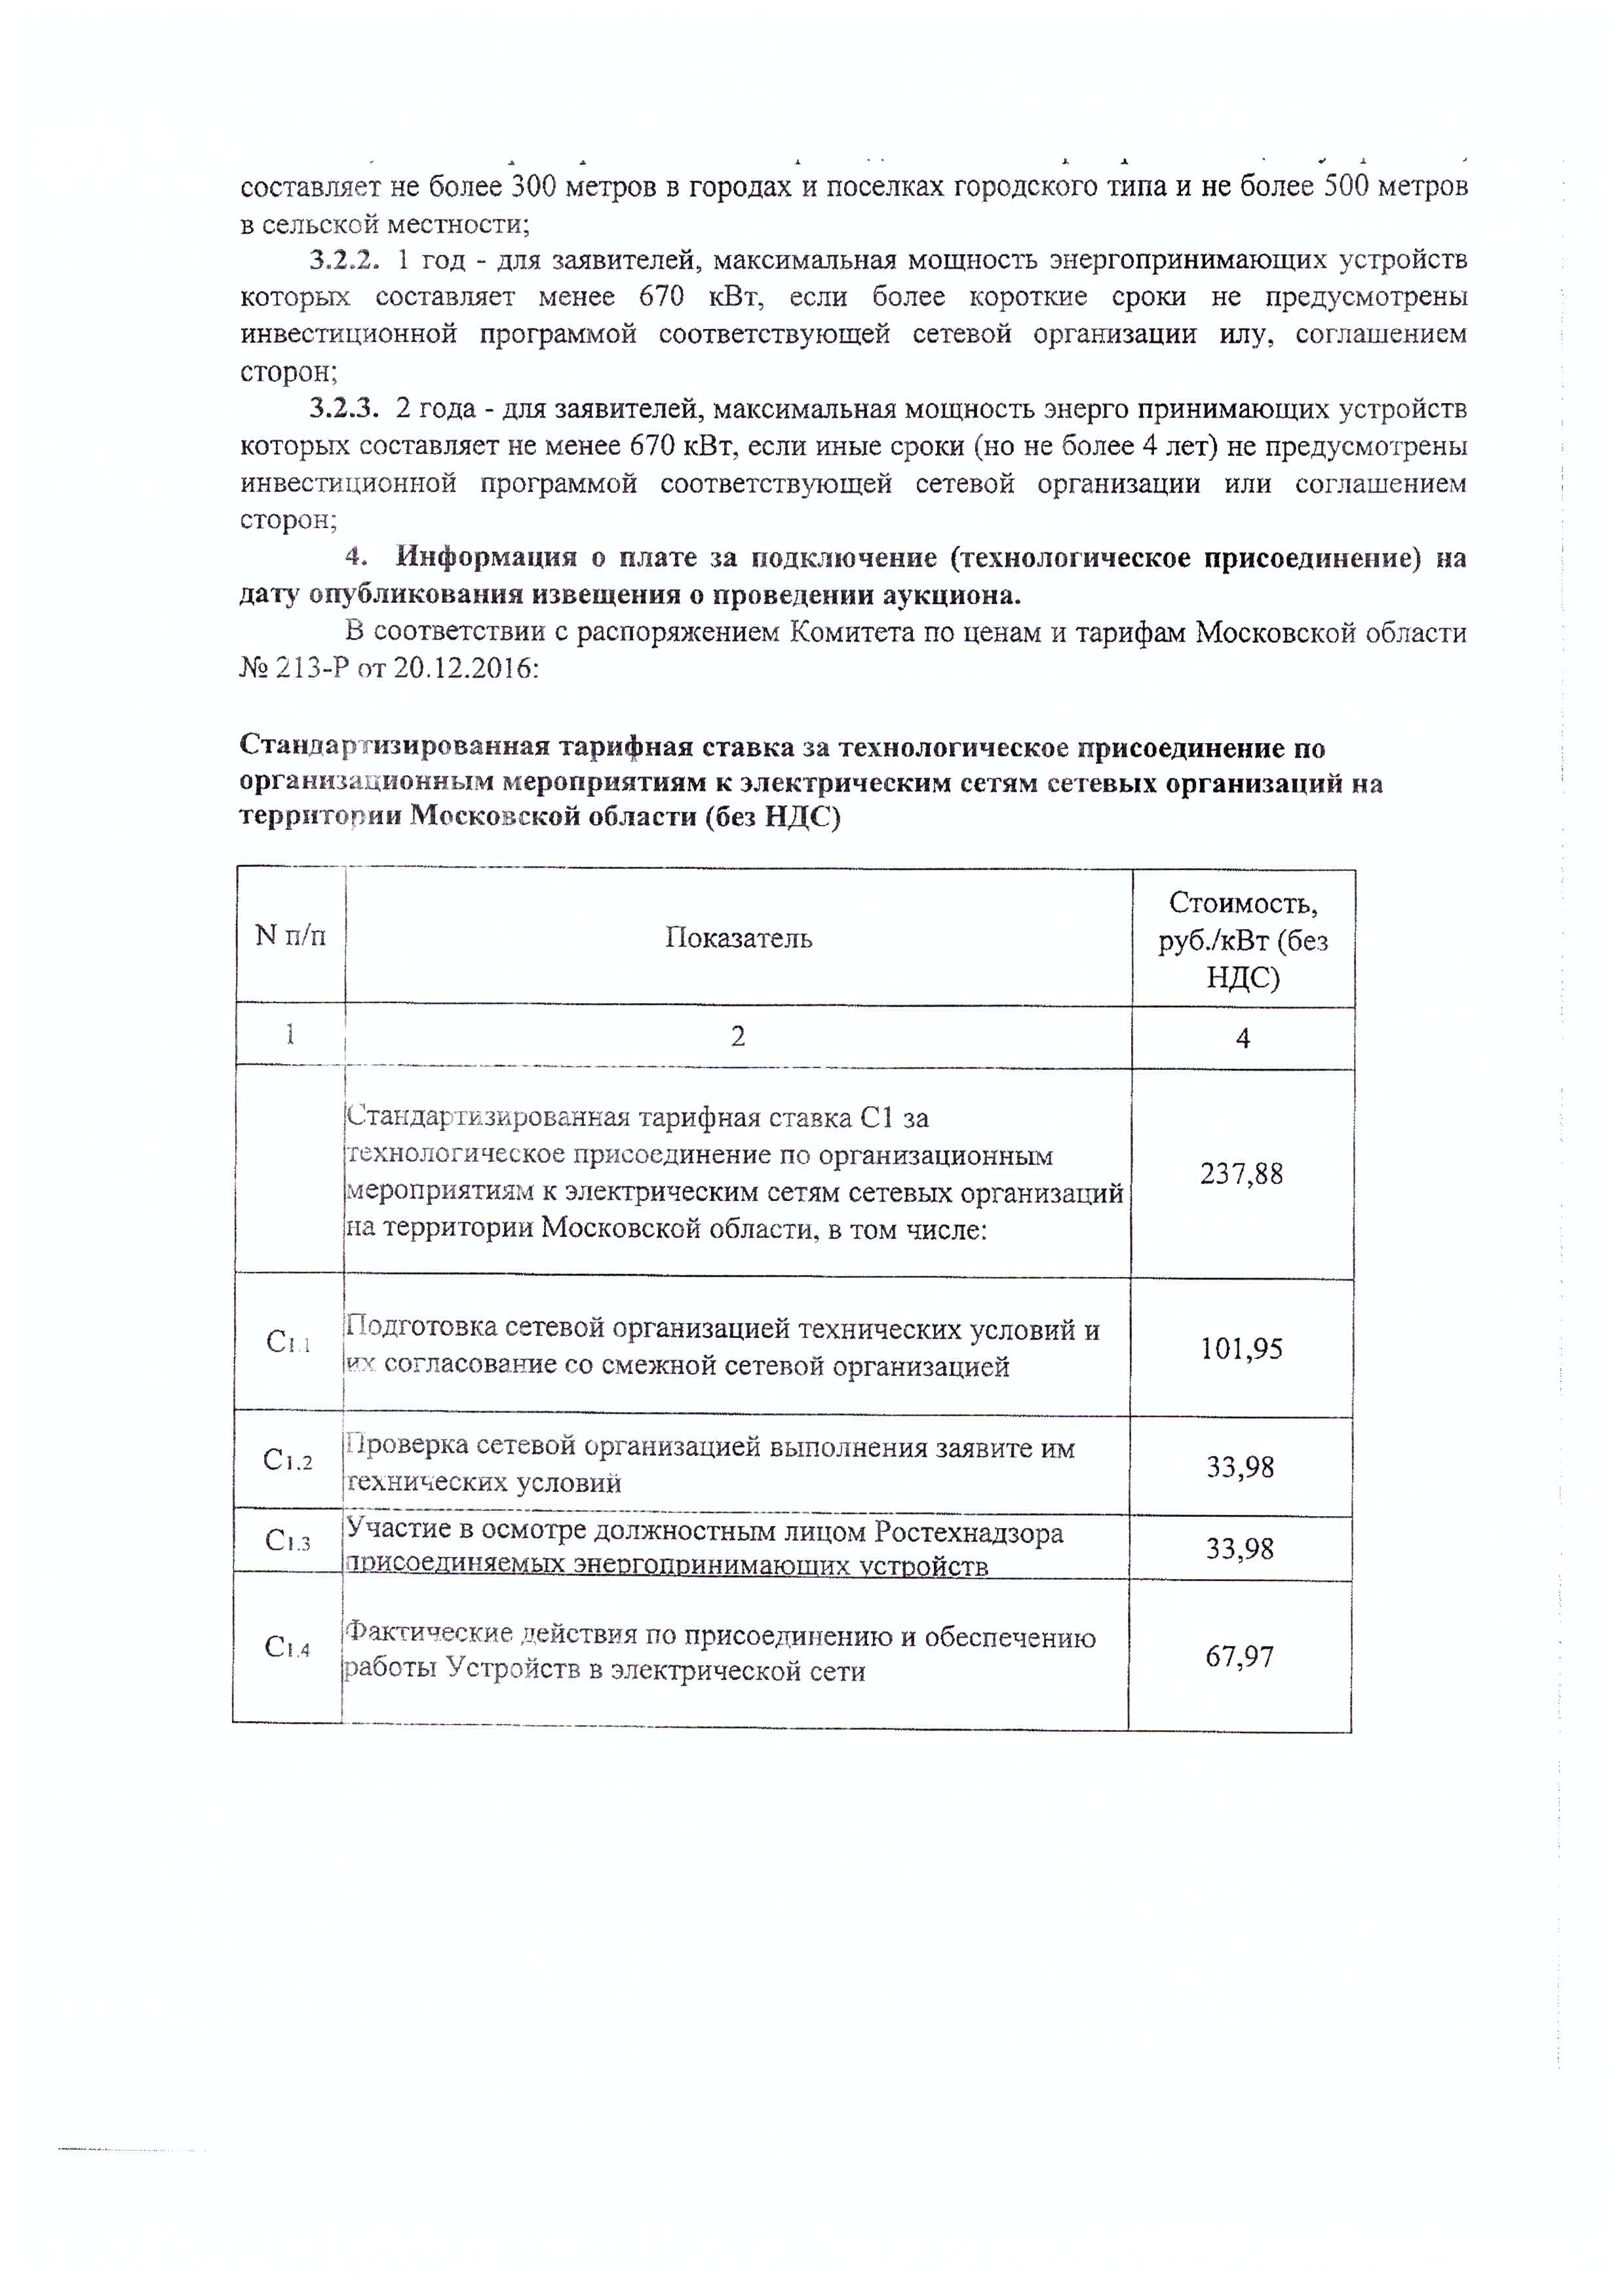 составляет не более 300 метров в городах и поселках городского типа и не более 500 метров
в сельской местности;
3.2.2. 1 год - для заявителей, максимальная мощность энергопринимающих устройств
которых составляет менее 670 кВт, если более короткие сроки не предусмотрены
инвестиционной программой соответствующей сетевой организации илу, соглашением
сторон;
3.2.3. 2 года - для заявителей, максимальная мощность энерго принимающих устройств
которых составляет не менее 670 кВт, если иные сроки (но не более 4 лет) не предусмотрены
инвестиционной программой соответствующей сетевой организации или соглашением
сторон;
4. Информация о плате за подключение (технологическое присоединение) на
дату опубликования извещения о проведении аукциона.
В соответствии с распоряжением Комитета по ценам и тарифам Московской области
№ 213-Р от 20.12.2016:
Стандартизированная тарифная ставка за технологическое присоединение по
организационным мероприятиям к электрическим сетям сетевых организаций на
территории Московской области (без НДС)
N п/п
Показатель
Стоимость,
руб./кВт (без
НДС)
1
2
4
Стандартизированная тарифная ставка С1 за
технологическое присоединение по организационным
мероприятиям к электрическим сетям сетевых организаций
на территории Московской области, в том числе:
237,88
С1.1
Подготовка сетевой организацией технических условий и
их согласование со смежной сетевой организацией
101,95
С1.2
Проверка сетевой организацией выполнения заявите им
технических условий
33,98
С1.3
Участие в осмотре должностным лицом Ростехнадзора
присоединяемых энергопринимающих устройств
33,98
С1.4
Фактические действия по присоединению и обеспечению
работы Устройств в электрической сети
67,97